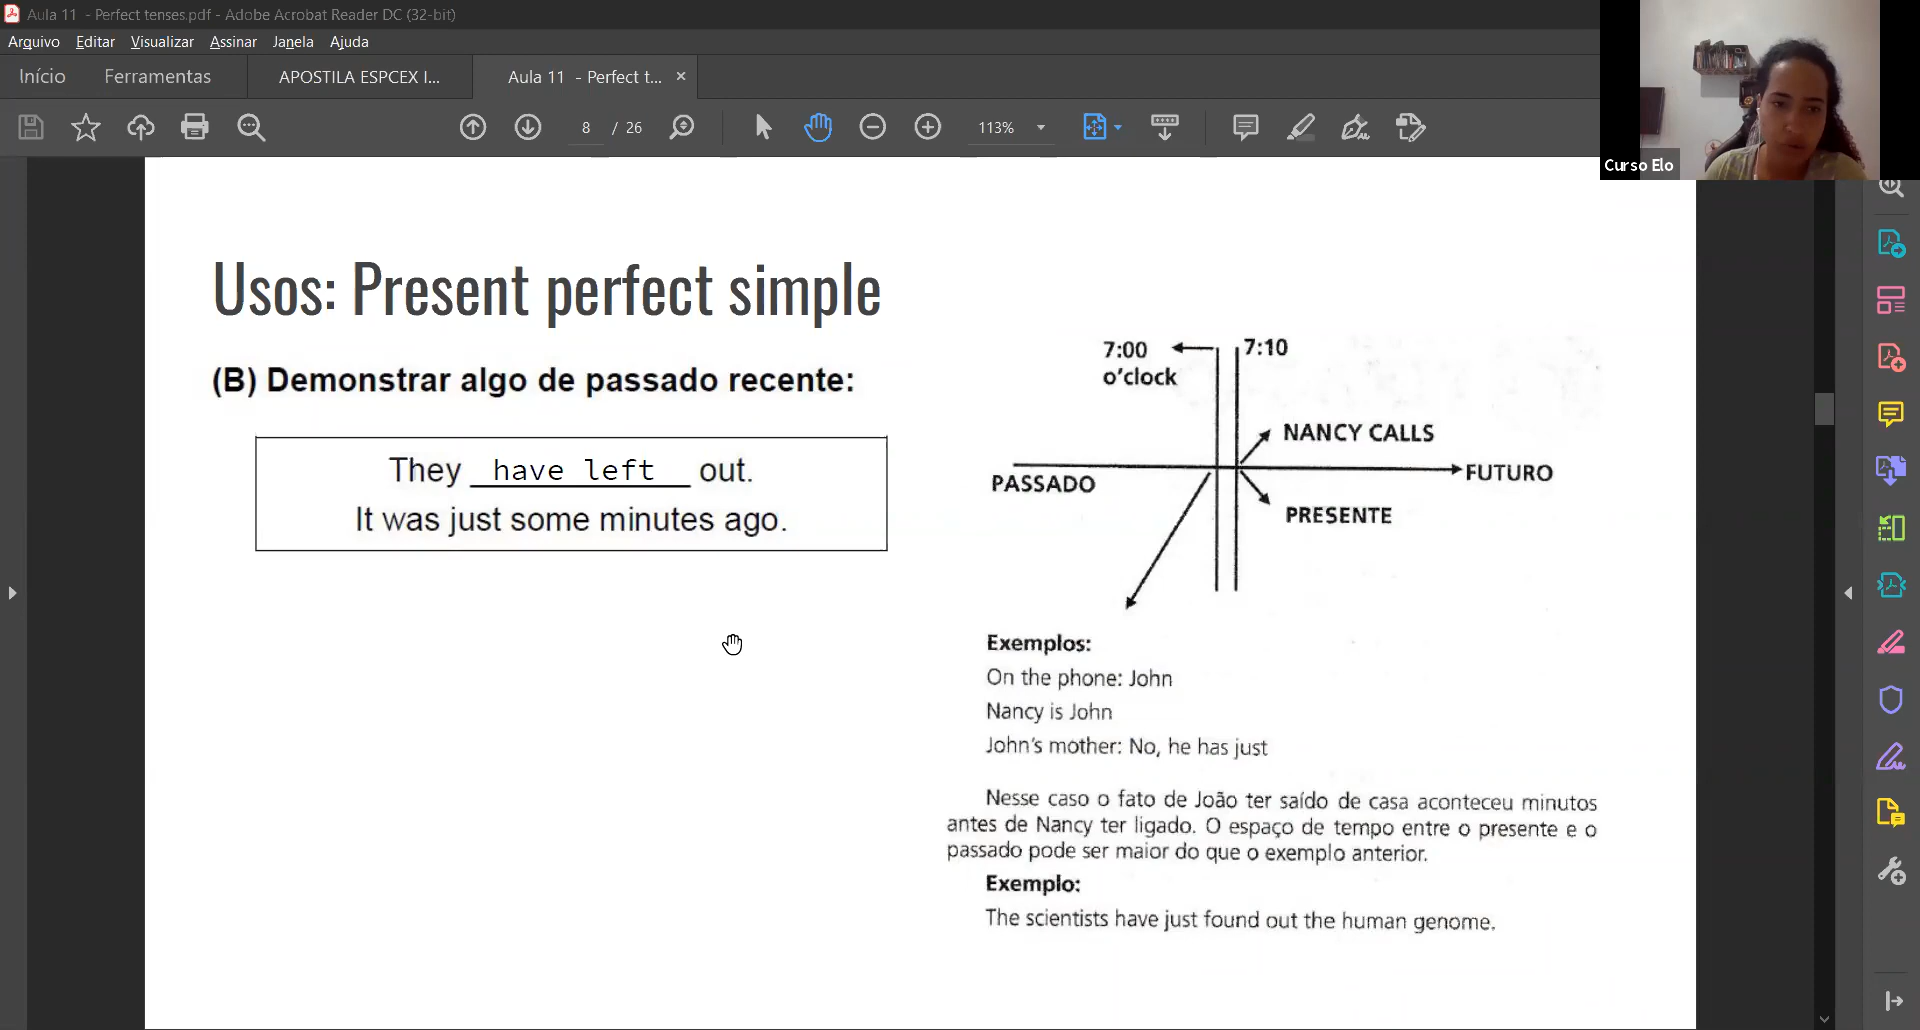 Aula 11 - Perfect tenses.pdf - Adobe Acrobat Reader DC (32-bit)
Arquivo Editar Visualizar Assinar Janela Ajuda
Início Ferramentas APOSTILA ESPCEX I... Aula 11 - Perfect t... ×
8 / 26 113%
Curso Elo
Usos: Present perfect simple
(B) Demonstrar algo de passado recente:
They have left out.
It was just some minutes ago.
7:00 7:10
o'clock
NANCY CALLS
PASSADO FUTURO
PRESENTE
Exemplos:
On the phone: John
Nancy is John
John's mother: No, he has just
Nesse caso o fato de João ter saído de casa aconteceu minutos
antes de Nancy ter ligado. O espaço de tempo entre o presente e o
passado pode ser maior do que o exemplo anterior.
Exemplo:
The scientists have just found out the human genome.